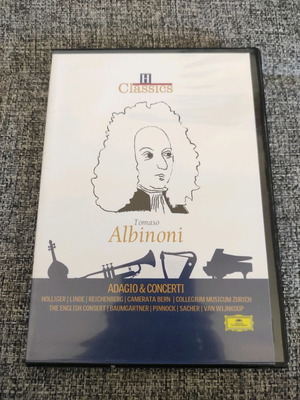 H
Classics
Tomaso
Albinoni
ADAGIO & CONCERTI
HOLLIGER | LINDE | REICHENBERG | CAMERATA BERN | COLLEGIUM MUSICUM ZÜRICH
THE ENGLISH CONSORT | BAUMGARTNER | PINNOCK | SACHER | VAN WIJNKOOP